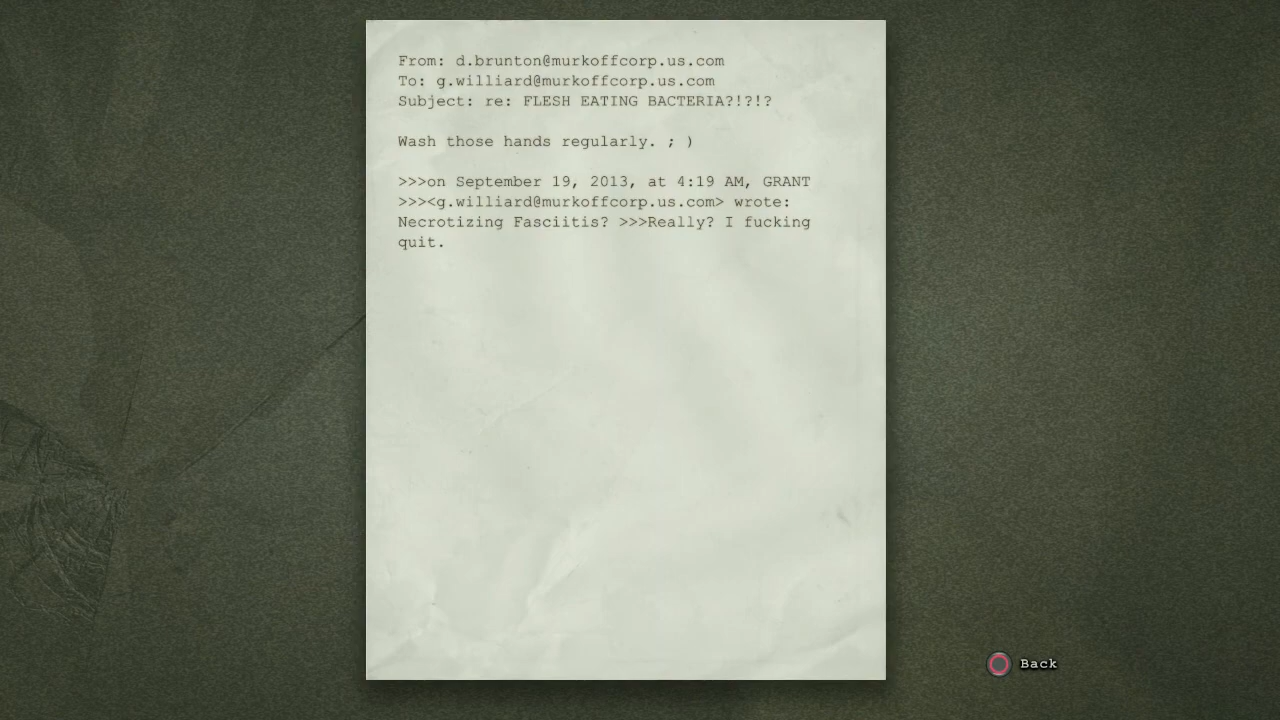 From: d.brunton@murkoffcorp.us.com
To: g.williard@murkoffcorp.us.com
Subject: re: FLESH EATING BACTERIA?!?!?
Wash those hands regularly. ; )
>>>on September 19, 2013, at 4:19 AM, GRANT
>>><g.williard@murkoffcorp.us.com> wrote:
Necrotizing Fasciitis? >>>Really? I fucking
quit.
Back